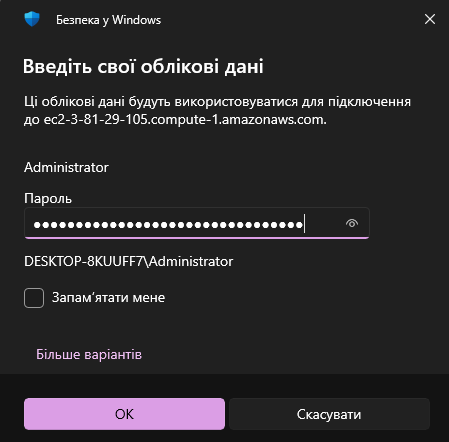 Безпека у Windows
Введіть свої облікові дані
Ці облікові дані будуть використовуватися для підключення
до ec2-3-81-29-105.compute-1.amazonaws.com.
Administrator
Пароль
●●●●●●●●●●●●●●●●●●●●●●●●●●●●●●●●
DESKTOP-8KUUFF7\Administrator
Запам’ятати мене
Більше варіантів
ОК
Скасувати